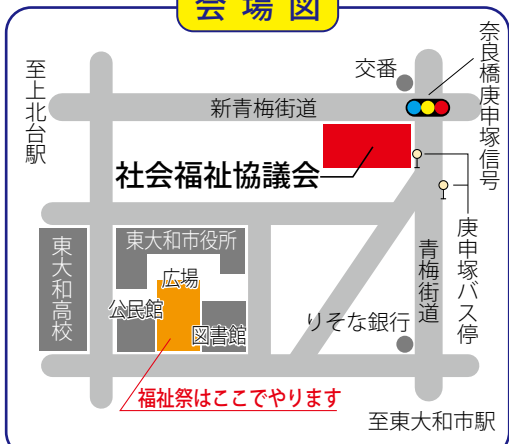 会場図
至上北台駅
交番
奈良橋庚申塚信号
新青梅街道
社会福祉協議会
東大和市役所
広場
公民館
図書館
東大和高校
青梅街道
庚申塚バス停
りそな銀行
福祉祭はここでやります
至東大和市駅